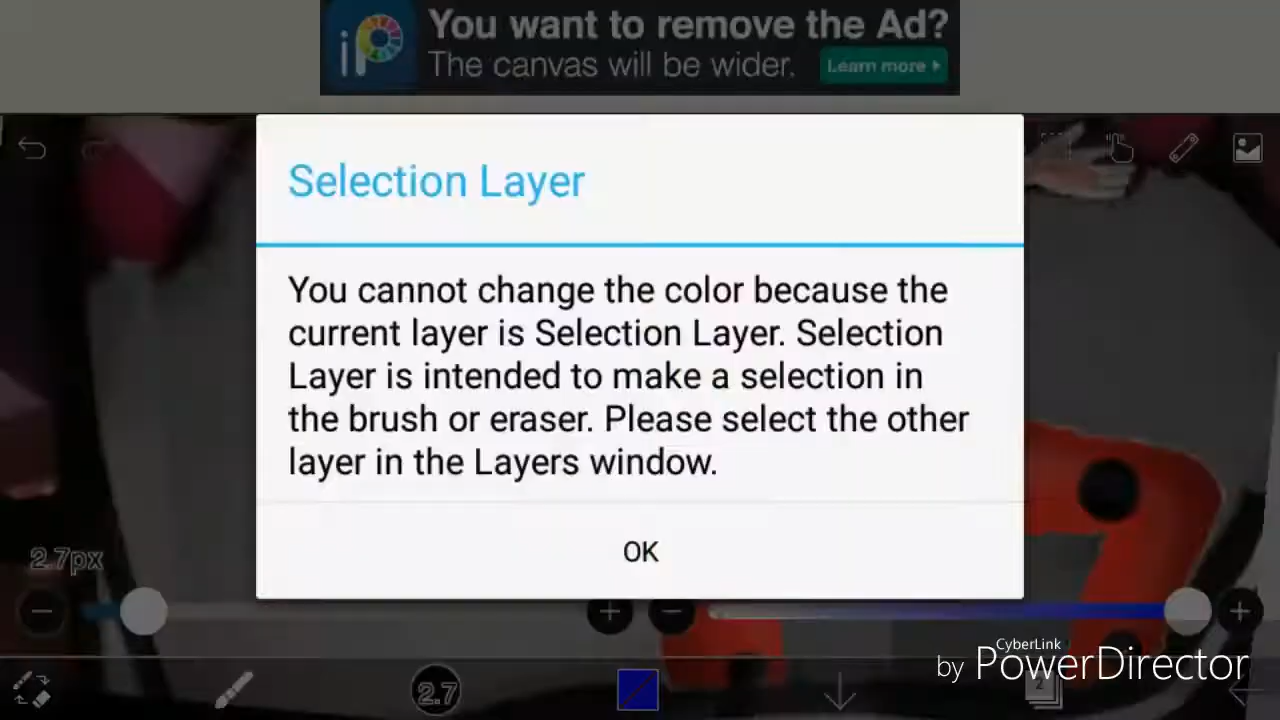 iP
You want to remove the Ad?
The canvas will be wider.
Learn more
Selection Layer
You cannot change the color because the
current layer is Selection Layer. Selection
Layer is intended to make a selection in
the brush or eraser. Please select the other
layer in the Layers window.
OK
2.7px
2.7
2
CyberLink
by PowerDirector